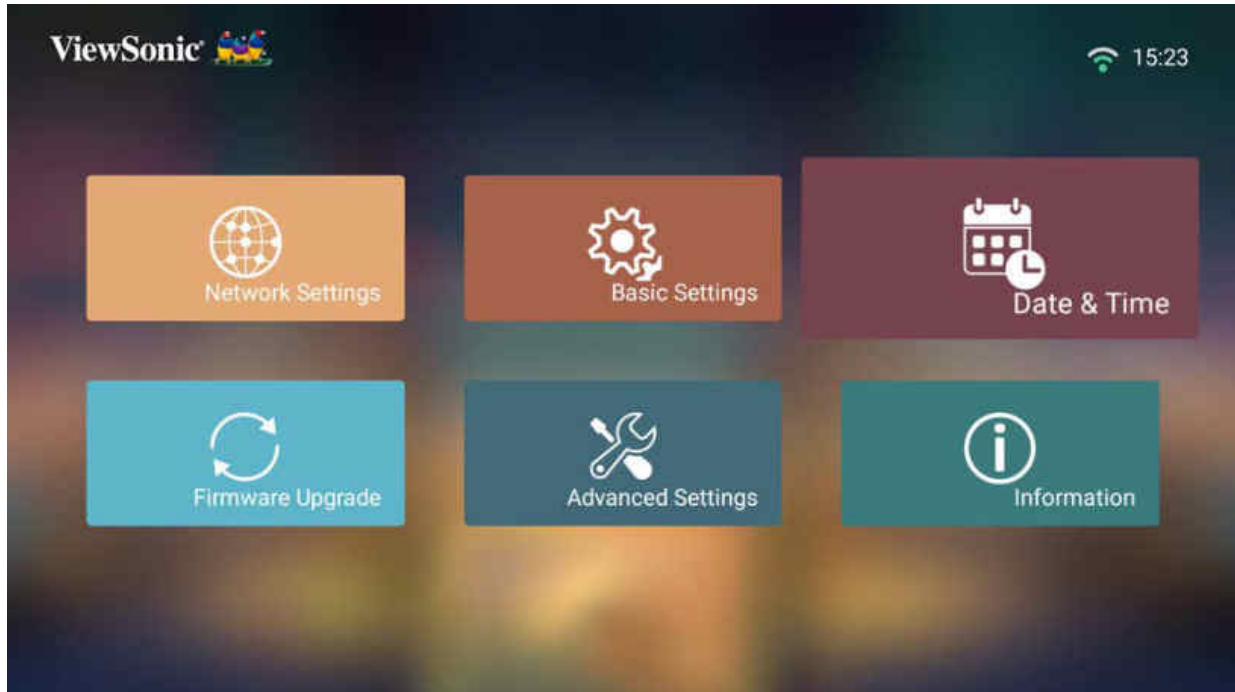 ViewSonic
15:23
Network Settings
Basic Settings
Date & Time
Firmware Upgrade
Advanced Settings
Information